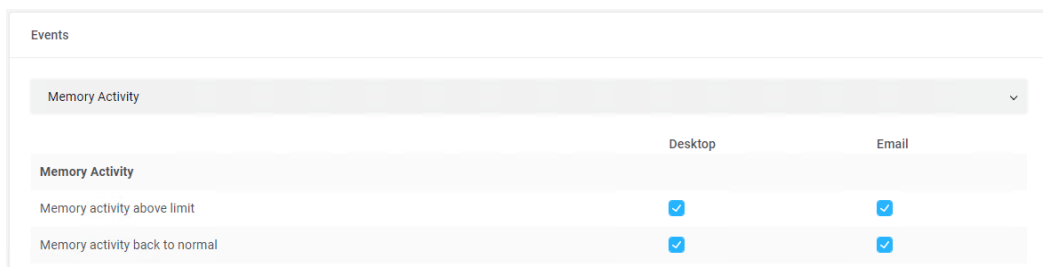 Events
Memory Activity
Desktop Email
Memory Activity
Memory activity above limit
Memory activity back to normal